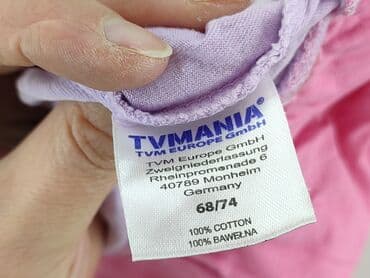 TVMANIA®
TVM EUROPE GmbH
TVM Europe GmbH
Zweigniederlassung
Rheinpromenade 6
40789 Monheim
Germany
68/74
100% COTTON
100% BAWEŁNA